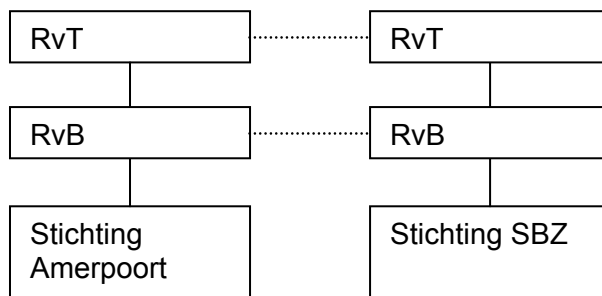 RvT
RvT
RvB
RvB
Stichting
Amerpoort
Stichting SBZ